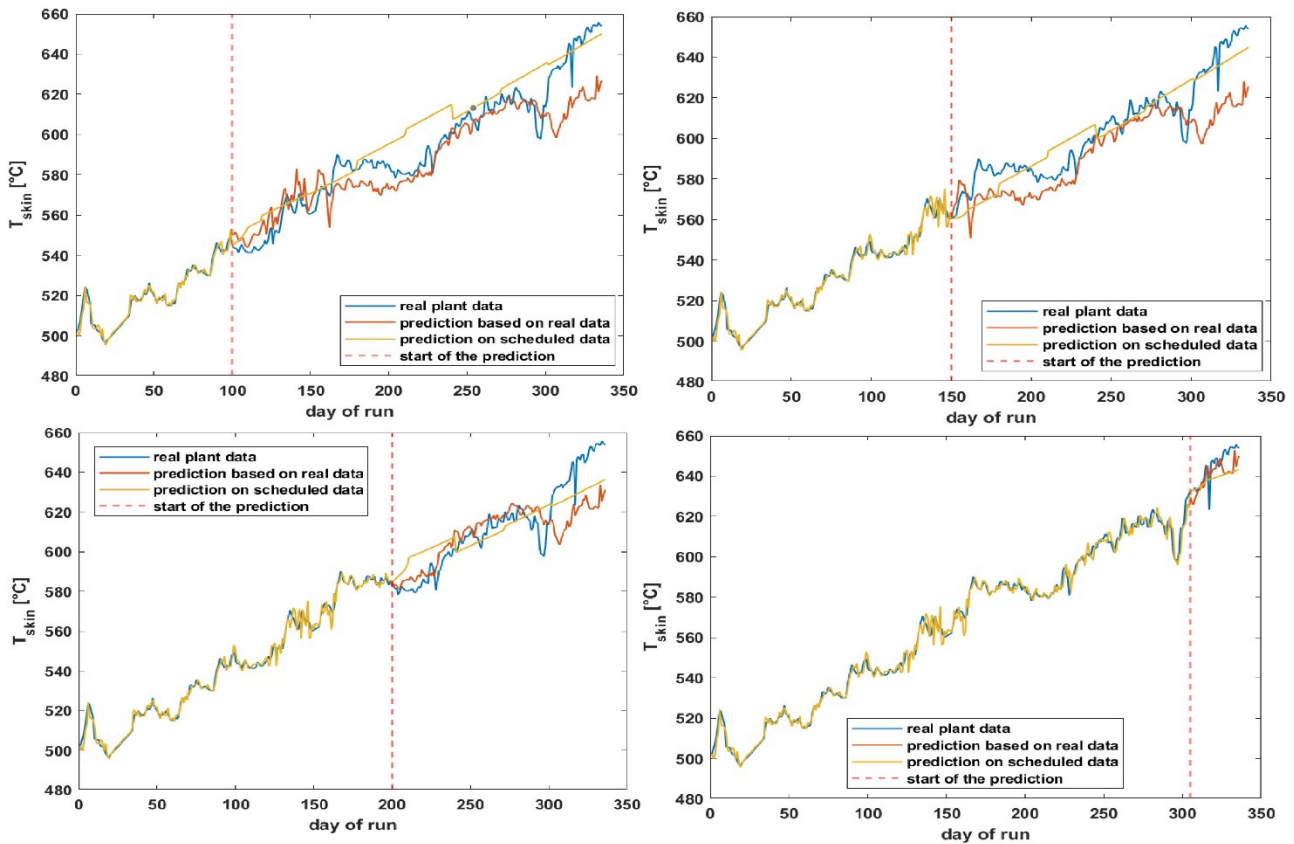 660
640
620
600
580
560
540
520
500
480
T_skin [°C]
real plant data
prediction based on real data
prediction on scheduled data
start of the prediction
0 50 100 150 200 250 300 350
day of run
660
640
620
600
580
560
540
520
500
480
T_skin [°C]
real plant data
prediction based on real data
prediction on scheduled data
start of the prediction
0 50 100 150 200 250 300 350
day of run
660
640
620
600
580
560
540
520
500
480
T_skin [°C]
real plant data
prediction based on real data
prediction on scheduled data
start of the prediction
0 50 100 150 200 250 300 350
day of run
660
640
620
600
580
560
540
520
500
480
T_skin [°C]
real plant data
prediction based on real data
prediction on scheduled data
start of the prediction
0 50 100 150 200 250 300 350
day of run